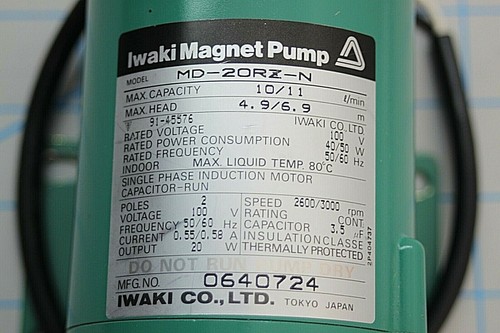 Iwaki Magnet Pump
MODEL MD-20RZ-N
MAX. CAPACITY 10/11 ℓ/min
MAX. HEAD 4.9/6.9 m
〒 91-45576 IWAKI CO.LTD.
RATED VOLTAGE 100 V
RATED POWER CONSUMPTION 40/50 W
RATED FREQUENCY 50/60 Hz
INDOOR MAX. LIQUID TEMP. 80℃
SINGLE PHASE INDUCTION MOTOR
CAPACITOR-RUN
POLES 2 SPEED 2600/3000 rpm
VOLTAGE 100 V RATING CONT.
FREQUENCY 50/60 Hz CAPACITOR 3.5 μF
CURRENT 0.55/0.58 A INSULATION CLASS E
OUTPUT 20 W THERMALLY PROTECTED
DO NOT RUN PUMP DRY
MFG. NO 0640724
IWAKI CO., LTD. TOKYO JAPAN